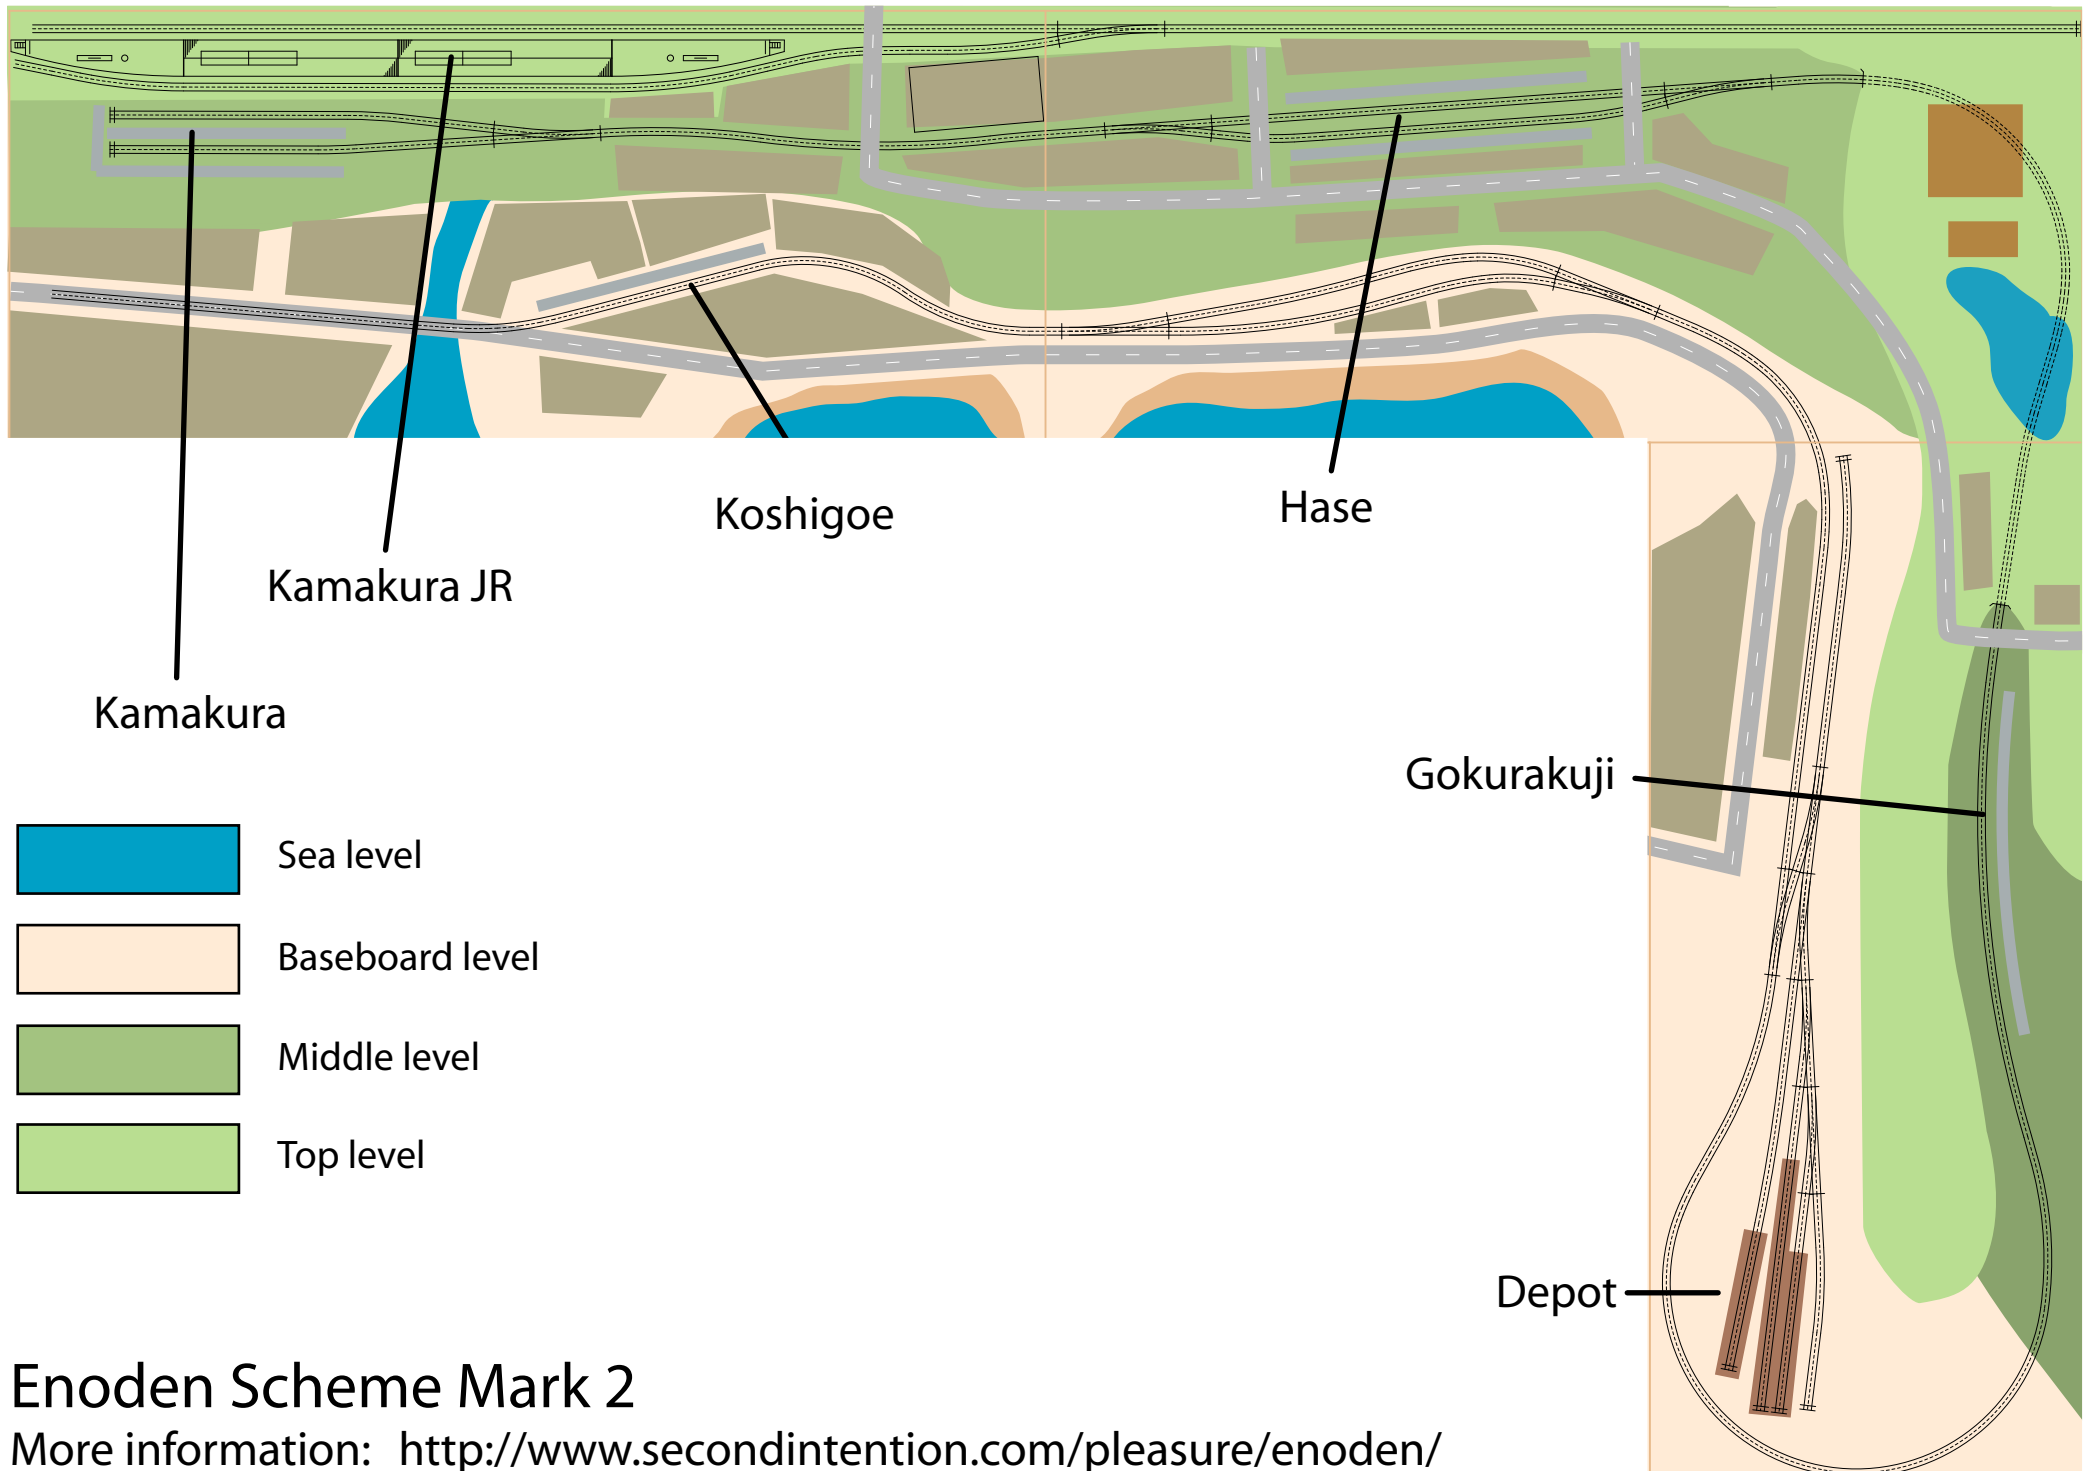 Koshigoe
Hase
Kamakura JR
Kamakura
Gokurakuji
Sea level
Baseboard level
Middle level
Top level
Depot
Enoden Scheme Mark 2
More information: http://www.secondintention.com/pleasure/enoden/